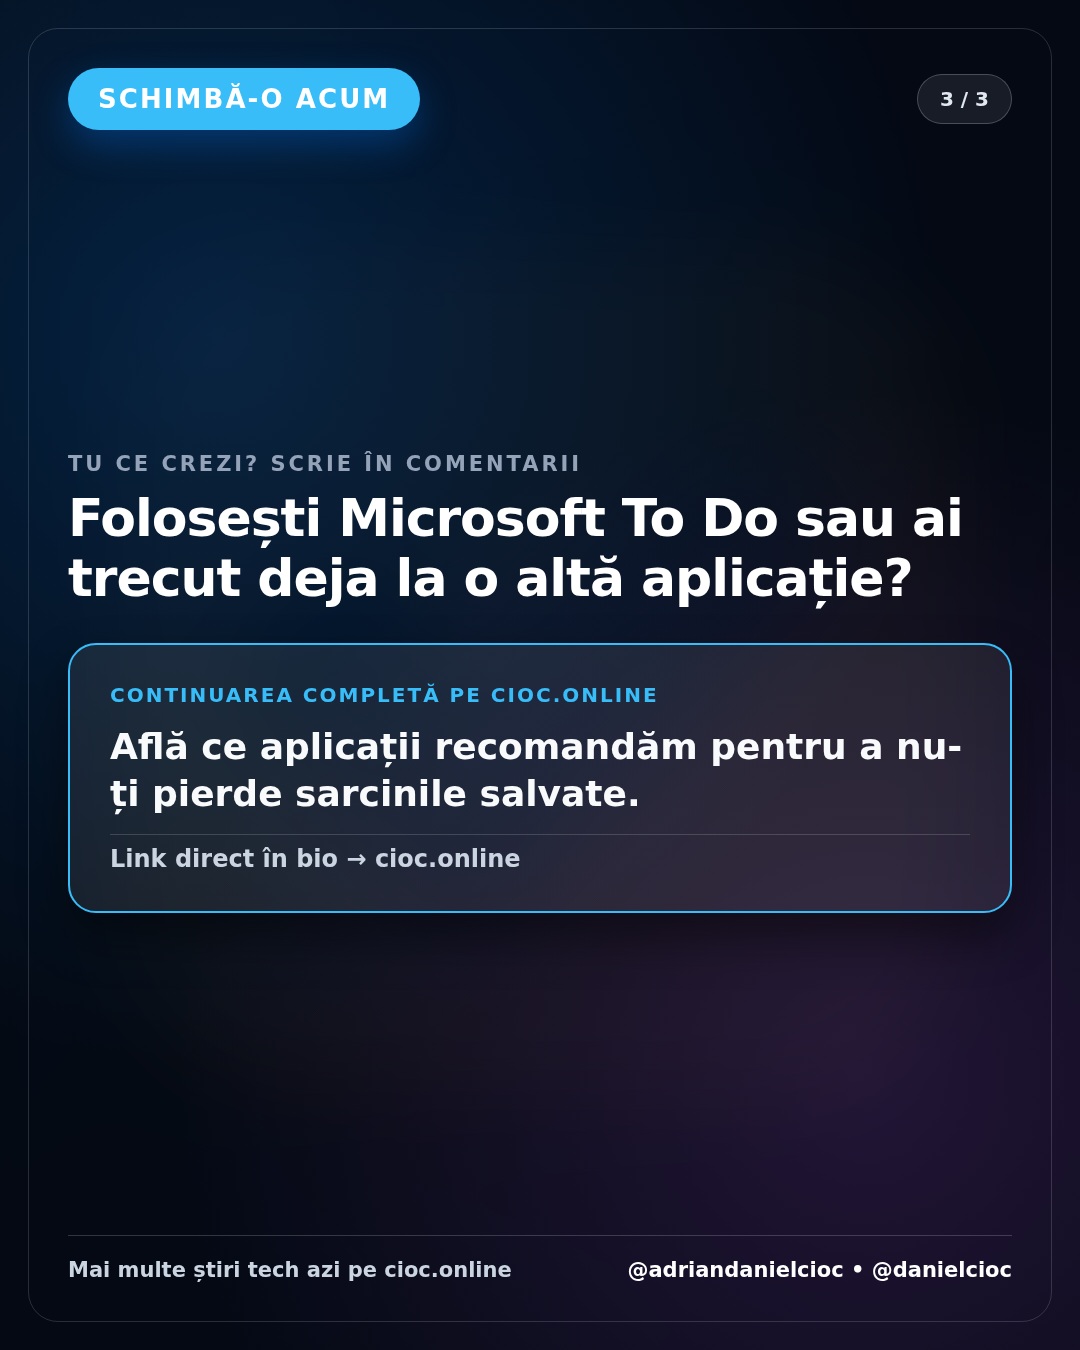 SCHIMBĂ-O ACUM
3 / 3
TU CE CREZI? SCRIE ÎN COMENTARII
Folosești Microsoft To Do sau ai
trecut deja la o altă aplicație?
CONTINUAREA COMPLETĂ PE CIOC.ONLINE
Află ce aplicații recomandăm pentru a nu-
ți pierde sarcinile salvate.
Link direct în bio → cioc.online
Mai multe știri tech azi pe cioc.online
@adriandanielcioc • @danielcioc